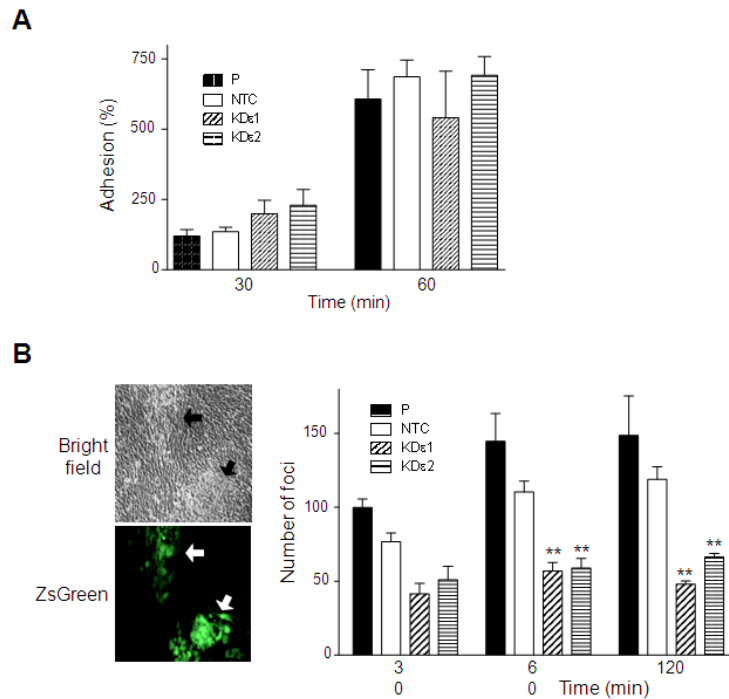 A
Adhesion (%)
750
500
250
0
P
NTC
KDε1
KDε2
30
60
Time (min)
B
Bright
field
ZsGreen
Number of foci
150
100
50
0
P
NTC
KDε1
KDε2
** **
** **
3
0
6
0
120
Time (min)